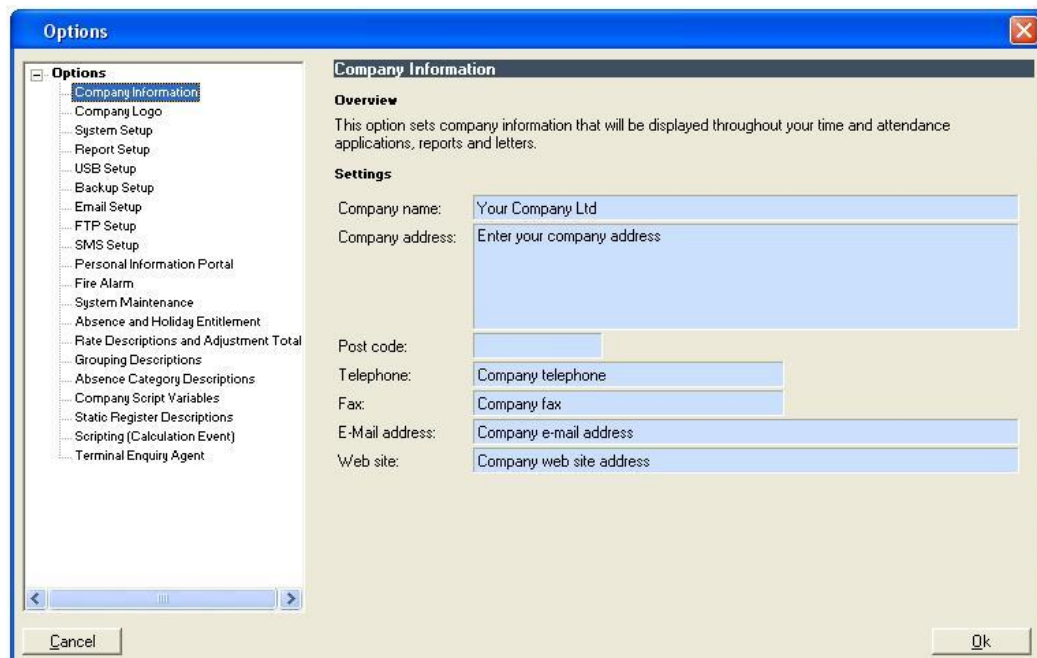 Options
Options
Company Information
Company Logo
System Setup
Report Setup
USB Setup
Backup Setup
Email Setup
FTP Setup
SMS Setup
Personal Information Portal
Fire Alarm
System Maintenance
Absence and Holiday Entitlement
Rate Descriptions and Adjustment Total
Grouping Descriptions
Absence Category Descriptions
Company Script Variables
Static Register Descriptions
Scripting (Calculation Event)
Terminal Enquiry Agent
Company Information
Overview
This option sets company information that will be displayed throughout your time and attendance
applications, reports and letters.
Settings
Company name: Your Company Ltd
Company address: Enter your company address
Post code:
Telephone: Company telephone
Fax: Company fax
E-Mail address: Company e-mail address
Web site: Company web site address
Cancel
Ok